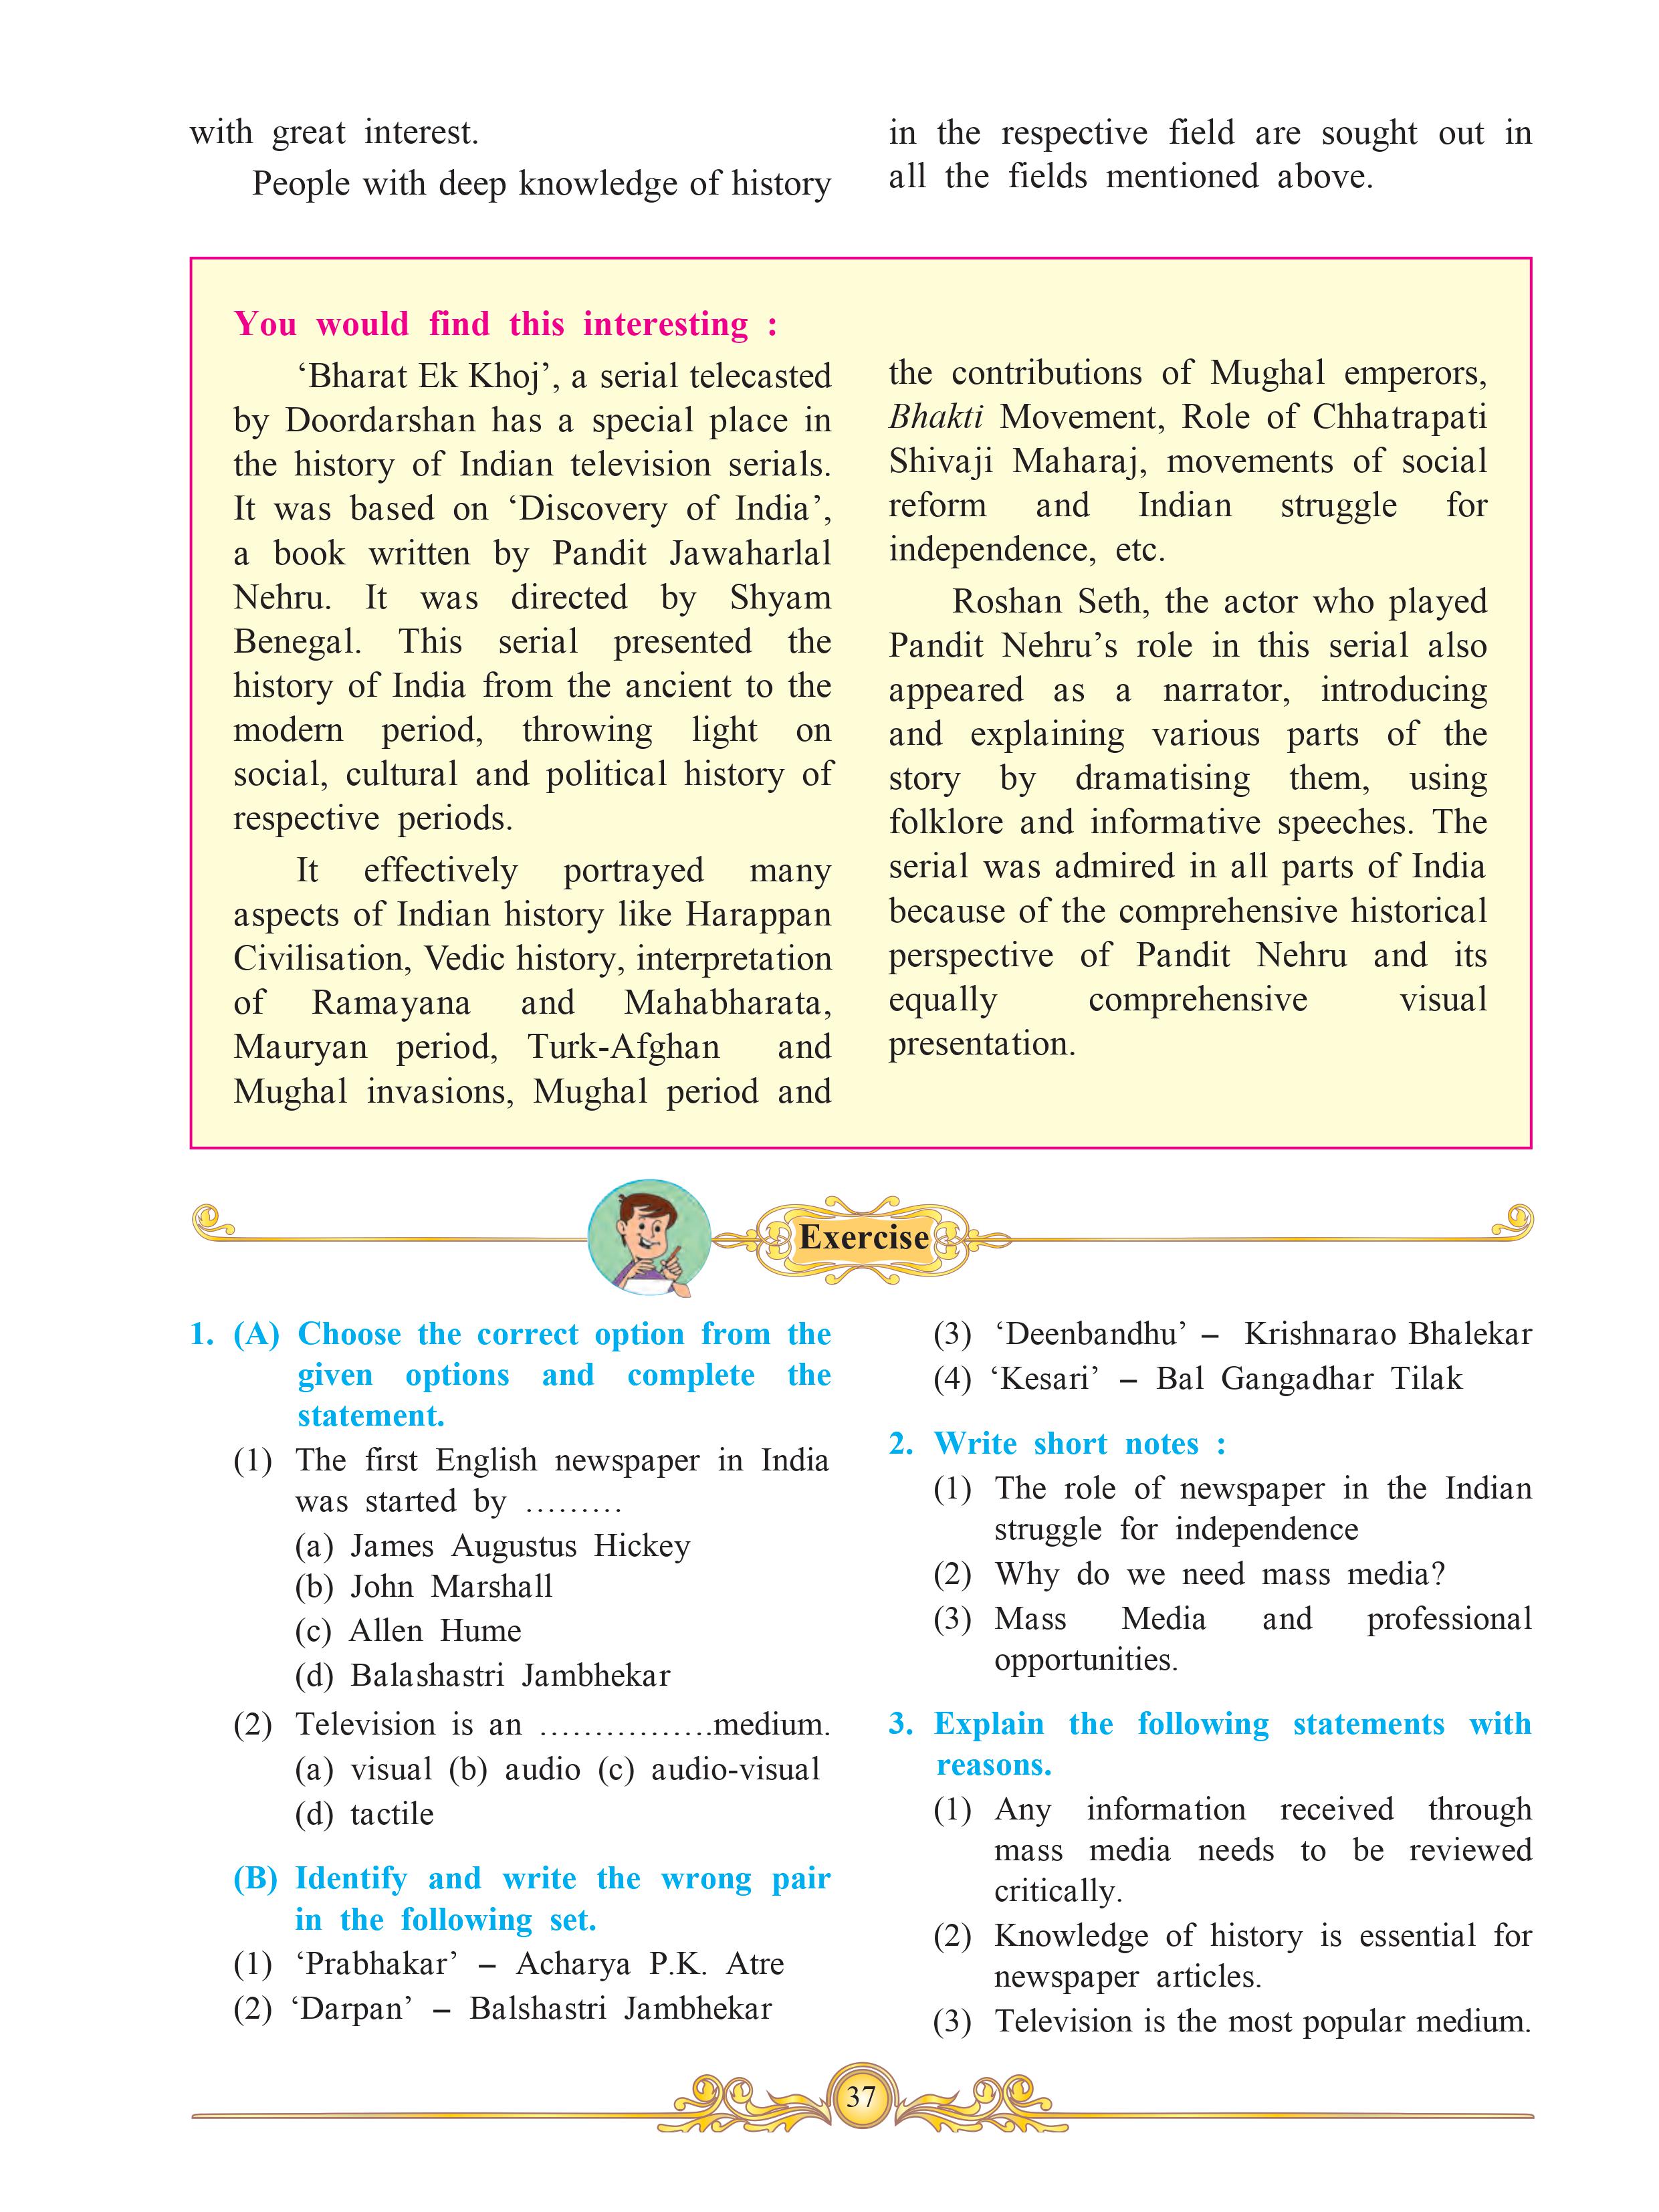 with great interest.
People with deep knowledge of history
in the respective field are sought out in
all the fields mentioned above.
You would find this interesting :
‘Bharat Ek Khoj’, a serial telecasted
by Doordarshan has a special place in
the history of Indian television serials.
It was based on ‘Discovery of India’,
a book written by Pandit Jawaharlal
Nehru. It was directed by Shyam
Benegal. This serial presented the
history of India from the ancient to the
modern period, throwing light on
social, cultural and political history of
respective periods.
It effectively portrayed many
aspects of Indian history like Harappan
Civilisation, Vedic history, interpretation
of Ramayana and Mahabharata,
Mauryan period, Turk-Afghan and
Mughal invasions, Mughal period and
the contributions of Mughal emperors,
Bhakti Movement, Role of Chhatrapati
Shivaji Maharaj, movements of social
reform and Indian struggle for
independence, etc.
Roshan Seth, the actor who played
Pandit Nehru’s role in this serial also
appeared as a narrator, introducing
and explaining various parts of the
story by dramatising them, using
folklore and informative speeches. The
serial was admired in all parts of India
because of the comprehensive historical
perspective of Pandit Nehru and its
equally comprehensive visual
presentation.
Exercise
1. (A) Choose the correct option from the
given options and complete the
statement.
(1) The first English newspaper in India
was started by .........
(a) James Augustus Hickey
(b) John Marshall
(c) Allen Hume
(d) Balashastri Jambhekar
(2) Television is an ................medium.
(a) visual (b) audio (c) audio-visual
(d) tactile
(B) Identify and write the wrong pair
in the following set.
(1) ‘Prabhakar’ – Acharya P.K. Atre
(2) ‘Darpan’ – Balshastri Jambhekar
(3) ‘Deenbandhu’ – Krishnarao Bhalekar
(4) ‘Kesari’ – Bal Gangadhar Tilak
2. Write short notes :
(1) The role of newspaper in the Indian
struggle for independence
(2) Why do we need mass media?
(3) Mass Media and professional
opportunities.
3. Explain the following statements with
reasons.
(1) Any information received through
mass media needs to be reviewed
critically.
(2) Knowledge of history is essential for
newspaper articles.
(3) Television is the most popular medium.
37